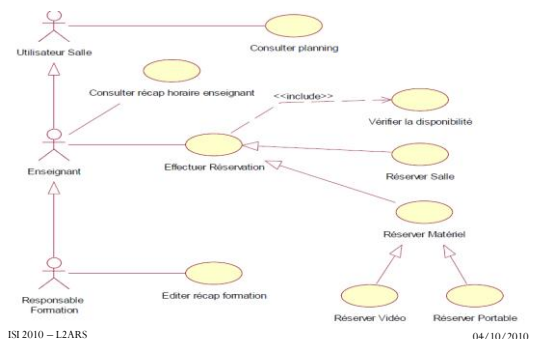 Utilisateur Salle
Consulter planning
Consulter récap horaire enseignant
<<include>>
Vérifier la disponibilité
Enseignant
Effectuer Réservation
Réserver Salle
Réserver Matériel
Responsable
Formation
Editer récap formation
Réserver Vidéo
Réserver Portable
ISI 2010 – L2ARS
04/10/2010